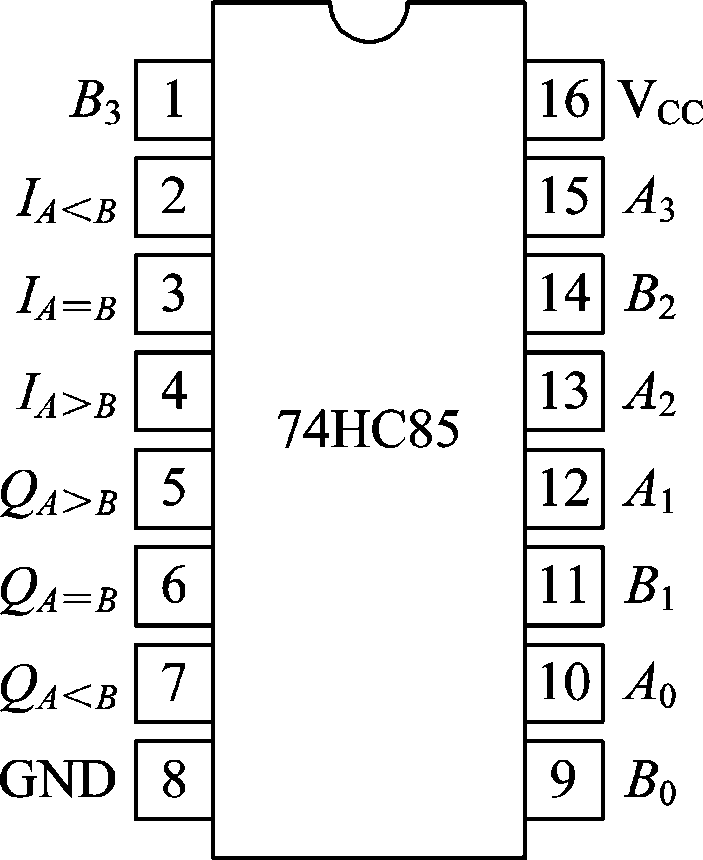 B3 1 16 VCC
IA<B 2 15 A3
IA=B 3 14 B2
IA>B 4 13 A2
74HC85
QA>B 5 12 A1
QA=B 6 11 B1
QA<B 7 10 A0
GND 8 9 B0